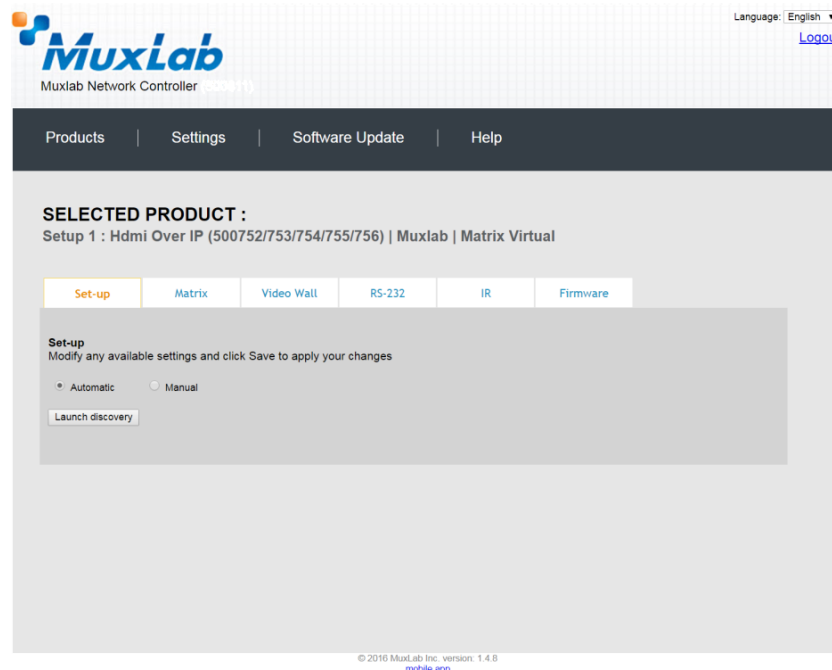 Language: English
Logou
MuxLab
Muxlab Network Controller (500811)
Products | Settings | Software Update | Help
SELECTED PRODUCT :
Setup 1 : Hdmi Over IP (500752/753/754/755/756) | Muxlab | Matrix Virtual
Set-up Matrix Video Wall RS-232 IR Firmware
Set-up
Modify any available settings and click Save to apply your changes
Automatic Manual
Launch discovery
© 2016 MuxLab Inc. version: 1.4.8
mobile app